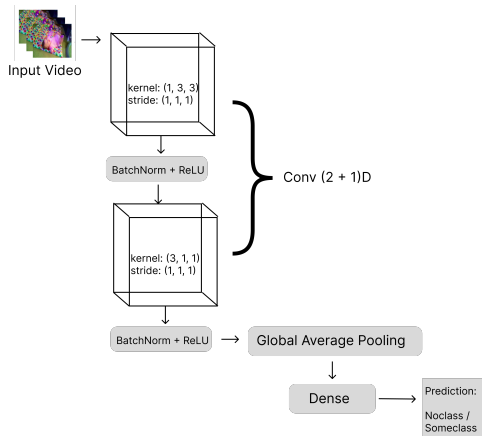 Input Video
kernel: (1, 3, 3)
stride: (1, 1, 1)
BatchNorm + ReLU
Conv (2 + 1)D
kernel: (3, 1, 1)
stride: (1, 1, 1)
BatchNorm + ReLU
Global Average Pooling
Dense
Prediction:
Noclass /
Someclass